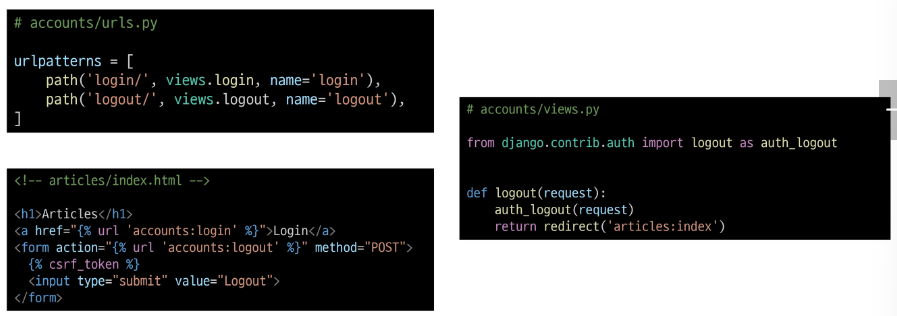 # accounts/urls.py
urlpatterns = [
    path('login/', views.login, name='login'),
    path('logout/', views.logout, name='logout'),
]
<!-- articles/index.html -->
<h1>Articles</h1>
<a href="{% url 'accounts:login' %}">Login</a>
<form action="{% url 'accounts:logout' %}" method="POST">
  {% csrf_token %}
  <input type="submit" value="Logout">
</form>
# accounts/views.py
from django.contrib.auth import logout as auth_logout
def logout(request):
    auth_logout(request)
    return redirect('articles:index')